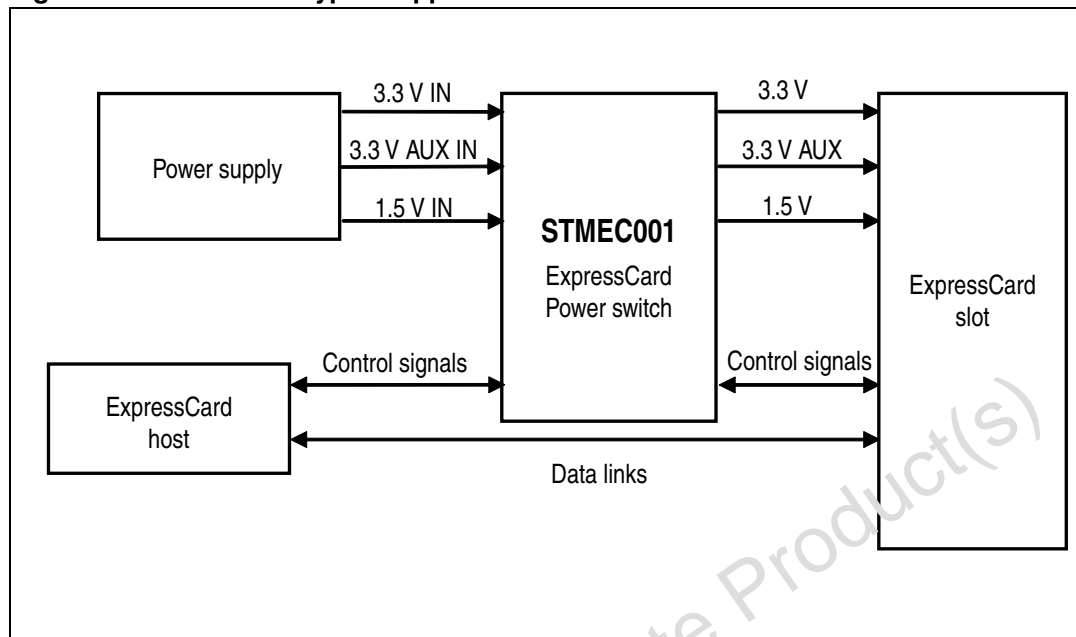 3.3 V IN
3.3 V AUX IN
1.5 V IN
Power supply
STMEC001
ExpressCard
Power switch
3.3 V
3.3 V AUX
1.5 V
ExpressCard
slot
Control signals
Control signals
ExpressCard
host
Data links
Product(s)